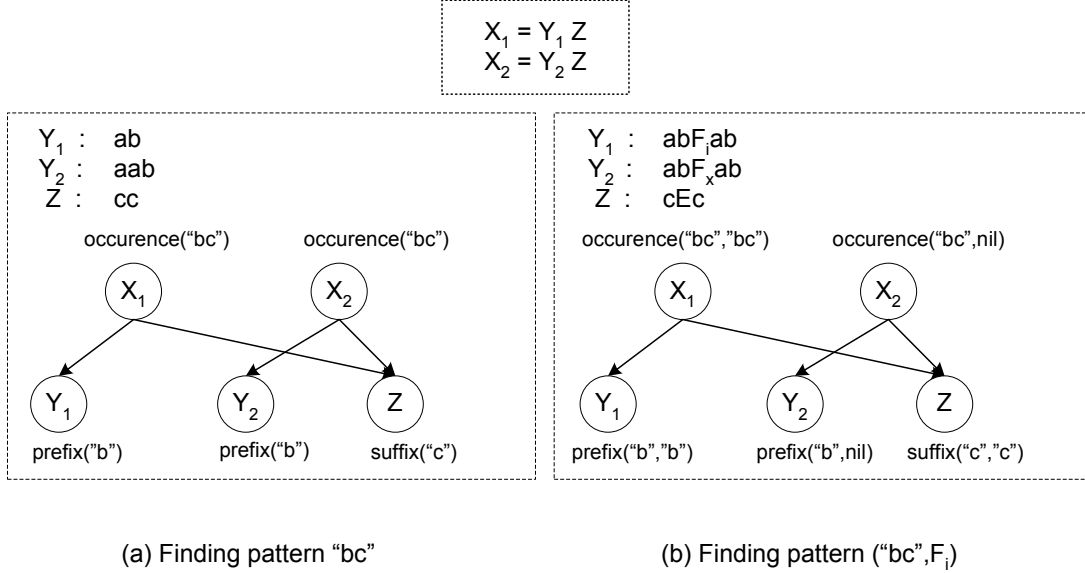 X₁ = Y₁ Z
X₂ = Y₂ Z
Y₁ : ab
Y₂ : aab
Z : cc
occurence(“bc”) occurence(“bc”)
X₁ X₂
Y₁ Y₂ Z
prefix("b") prefix(“b”) suffix(“c”)
(a) Finding pattern “bc”
Y₁ : abFᵢab
Y₂ : abFₓab
Z : cEc
occurence(“bc”,”bc”) occurence(“bc”,nil)
X₁ X₂
Y₁ Y₂ Z
prefix(“b”,“b”) prefix(“b”,nil) suffix(“c”,”c”)
(b) Finding pattern (“bc”,Fᵢ)